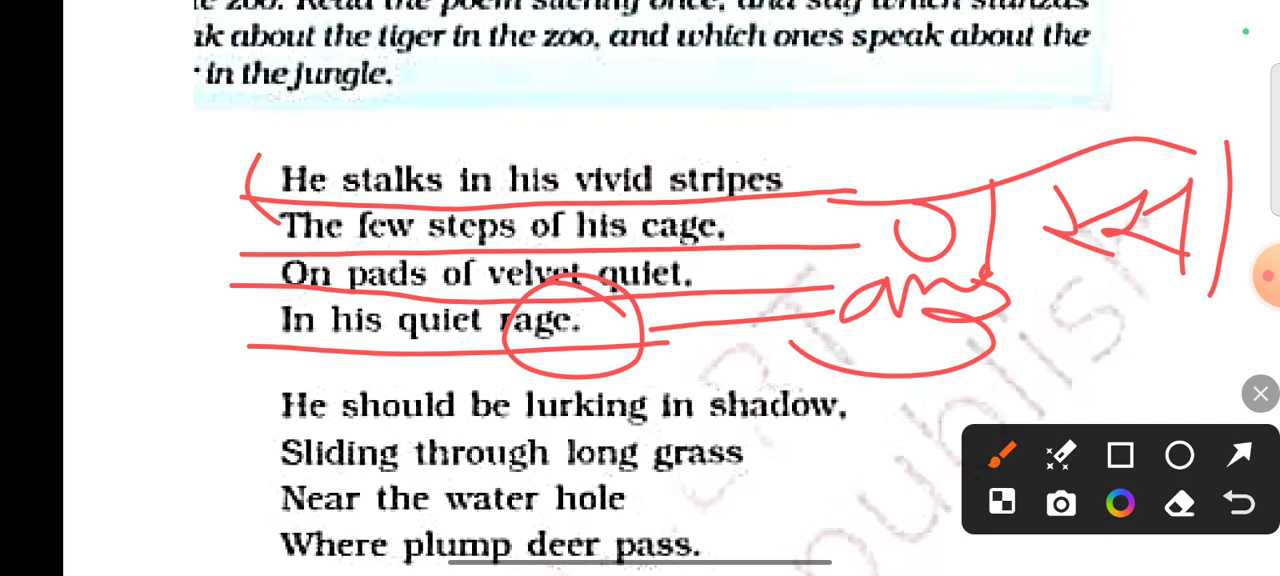 ik about the tiger in the zoo, and which ones speak about the
in the jungle.
He stalks in his vivid stripes
The few steps of his cage,
On pads of velvet quiet,
In his quiet rage.
He should be lurking in shadow,
Sliding through long grass
Near the water hole
Where plump deer pass.